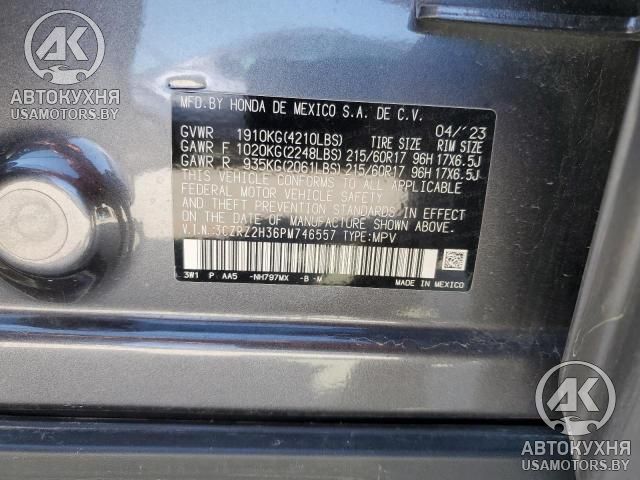 AK
АВТОКУХНЯ
USAMOTORS.BY
MFD.BY HONDA DE MEXICO S.A. DE C.V.
04/'23
GVWR 1910KG(4210LBS) TIRE SIZE RIM SIZE
GAWR F 1020KG(2248LBS) 215/60R17 96H 17X6.5J
GAWR R 935KG(2061LBS) 215/60R17 96H 17X6.5J
THIS VEHICLE CONFORMS TO ALL APPLICABLE
FEDERAL MOTOR VEHICLE SAFETY
AND THEFT PREVENTION STANDARDS IN EFFECT
ON THE DATE OF MANUFACTURE SHOWN ABOVE.
V.I.N.:3CZRZ2H36PM746557 TYPE:MPV
3W1 P AA5 -NH797MX -B -M MADE IN MEXICO
AK
АВТОКУХНЯ
USAMOTORS.BY